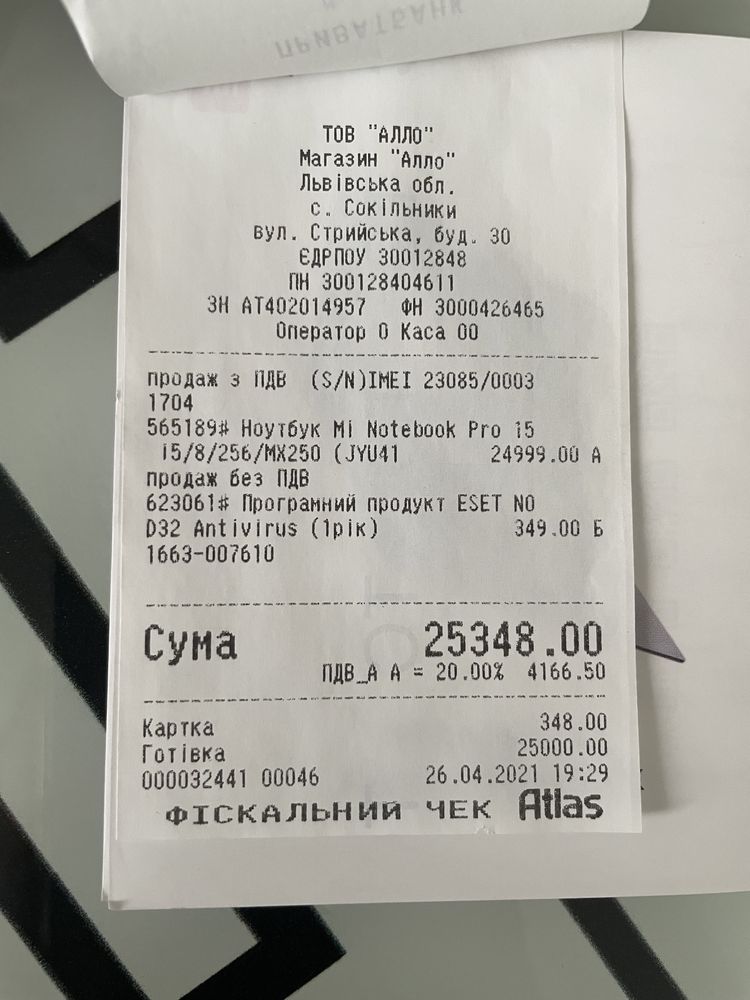 ПРИВАТБАНК
ТОВ "АЛЛО"
Магазин "Алло"
Львівська обл.
с. Сокільники
вул. Стрийська, буд. 30
ЄДРПОУ 30012848
ПН 300128404611
ЗН АТ402014957 ФН 3000426465
Оператор 0 Каса 00
продаж з ПДВ (S/N)IMEI 23085/0003
1704
565189# Ноутбук Mi Notebook Pro 15
i5/8/256/MX250 (JYU41 24999.00 А
продаж без ПДВ
623061# Програмний продукт ESET NO
D32 Antivirus (1рік) 349.00 Б
1663-007610
Сума 25348.00
ПДВ_А А = 20.00% 4166.50
Картка 348.00
Готівка 25000.00
000032441 00046 26.04.2021 19:29
ФІСКАЛЬНИЙ ЧЕК Atlas